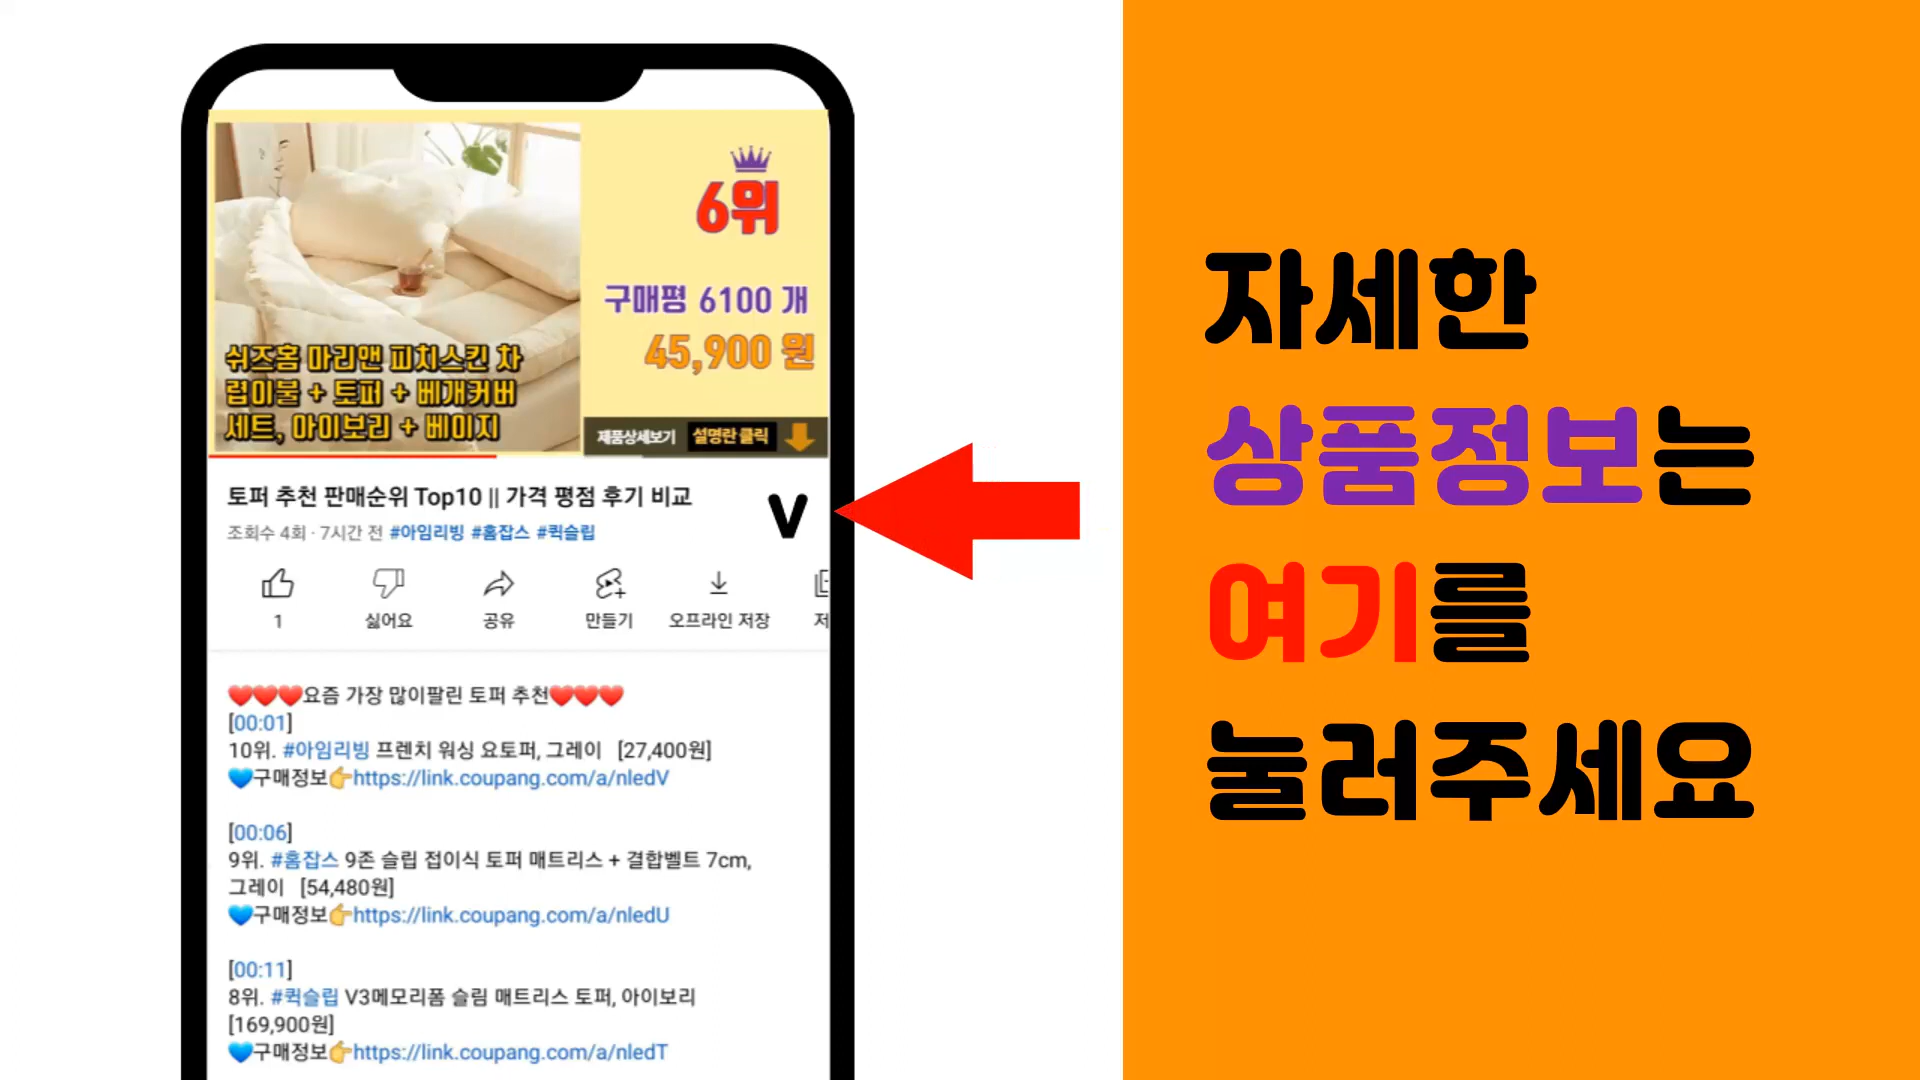 6위
구매평 6100 개
45,900 원
쉬즈홈 마리앤 피치스킨 차
렵이불 + 토퍼 + 베개커버
세트, 아이보리 + 베이지
제품상세보기 설명란 클릭
토퍼 추천 판매순위 Top10 || 가격 평점 후기 비교
V
조회수 4회 · 7시간 전 #아임리빙 #홈잡스 #퀵슬립
1 싫어요 공유 만들기 오프라인 저장 저
❤️❤️❤️요즘 가장 많이팔린 토퍼 추천❤️❤️❤️
[00:01]
10위. #아임리빙 프렌치 워싱 요토퍼, 그레이 [27,400원]
💙구매정보👉https://link.coupang.com/a/nledV
[00:06]
9위. #홈잡스 9존 슬립 접이식 토퍼 매트리스 + 결합벨트 7cm,
그레이 [54,480원]
💙구매정보👉https://link.coupang.com/a/nledU
[00:11]
8위. #퀵슬립 V3메모리폼 슬림 매트리스 토퍼, 아이보리
[169,900원]
💙구매정보👉https://link.coupang.com/a/nledT
자세한
상품정보는
여기를
눌러주세요